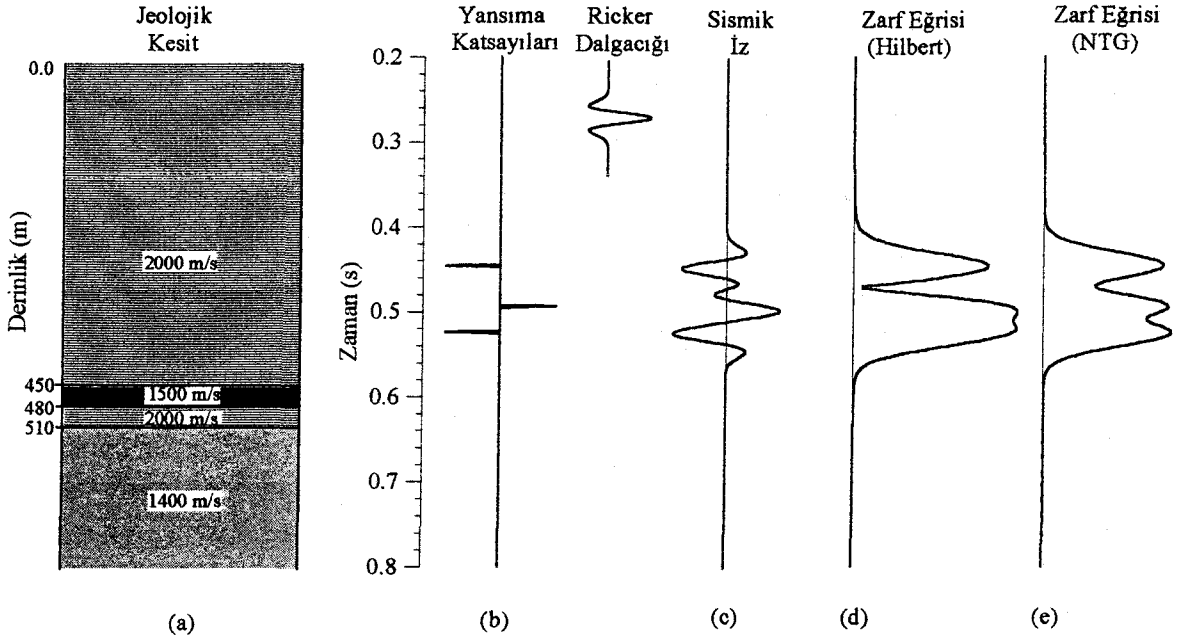 Jeolojik
Kesit
Yansıma
Katsayıları
Ricker
Dalgacığı
Sismik
İz
Zarf Eğrisi
(Hilbert)
Zarf Eğrisi
(NTG)
Derinlik (m)
0.0
450
480
510
2000 m/s
1500 m/s
2000 m/s
1400 m/s
Zaman (s)
0.2
0.3
0.4
0.5
0.6
0.7
0.8
(a)
(b)
(c)
(d)
(e)